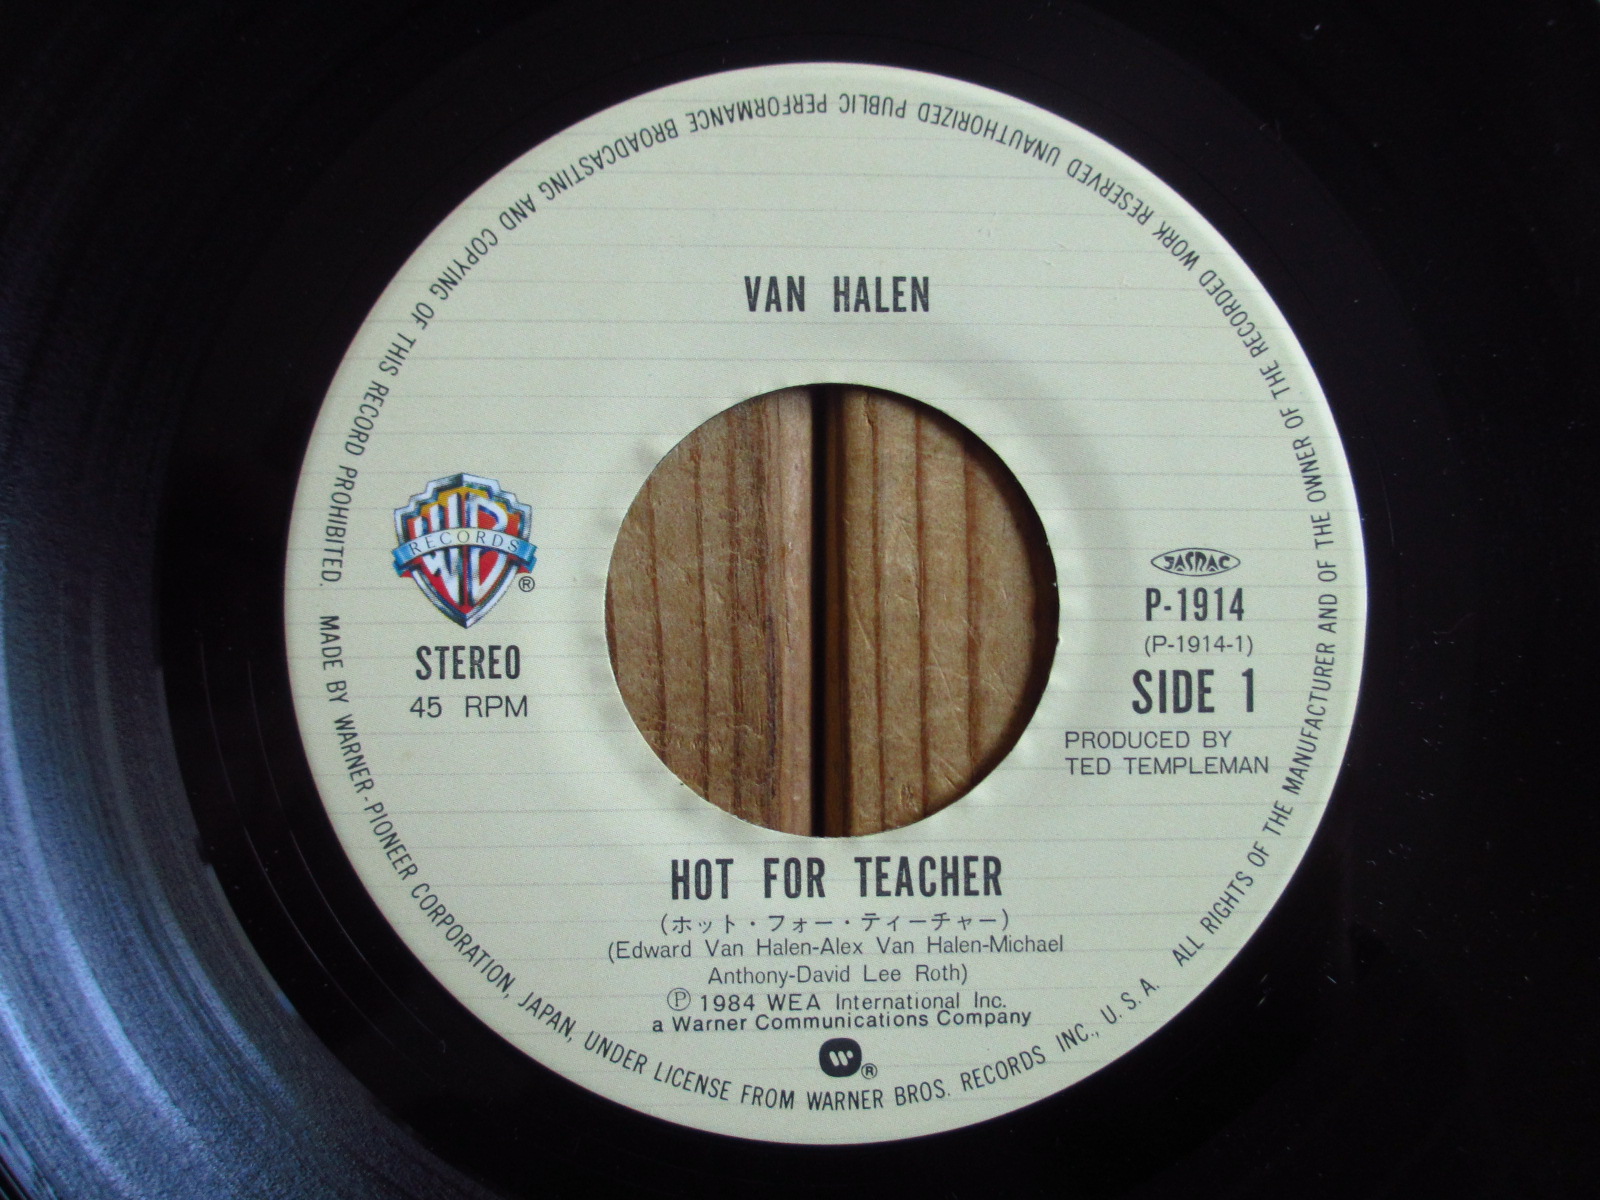 VAN HALEN
WB
RECORDS
®
STEREO
45 RPM
JASRAC
P-1914
(P-1914-1)
SIDE 1
PRODUCED BY
TED TEMPLEMAN
HOT FOR TEACHER
(ホット・フォー・ティーチャー)
(Edward Van Halen-Alex Van Halen-Michael
Anthony-David Lee Roth)
Ⓟ 1984 WEA International Inc.
a Warner Communications Company
W®
MADE BY WARNER-PIONEER CORPORATION, JAPAN, UNDER LICENSE FROM WARNER BROS. RECORDS INC., U. S. A. ALL RIGHTS OF THE MANUFACTURER AND OF THE OWNER OF THE RECORDED WORK RESERVED UNAUTHORIZED PUBLIC PERFORMANCE BROADCASTING AND COPYING OF THIS RECORD PROHIBITED.